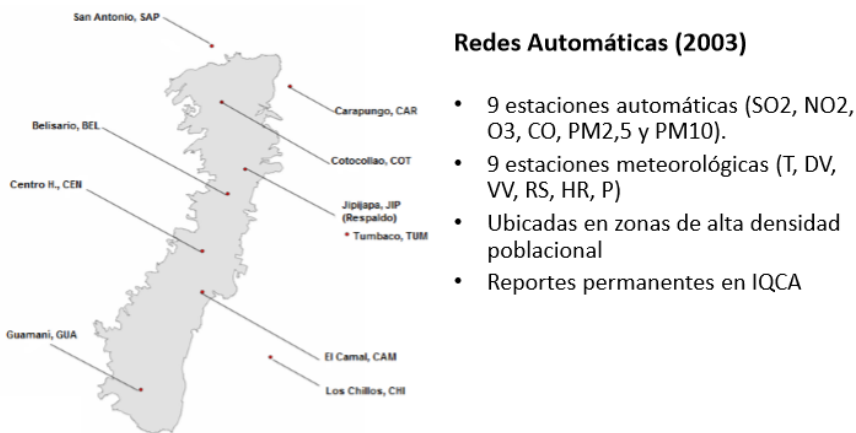 San Antonio, SAP
Carapungo, CAR
Belisario, BEL
Cotocollao, COT
Centro H., CEN
Jipijapa, JIP
(Respaldo)
Tumbaco, TUM
Guamani, GUA
El Camal, CAM
Los Chillos, CHI
Redes Automáticas (2003)
• 9 estaciones automáticas (SO2, NO2,
O3, CO, PM2,5 y PM10).
• 9 estaciones meteorológicas (T, DV,
VV, RS, HR, P)
• Ubicadas en zonas de alta densidad
poblacional
• Reportes permanentes en IQCA